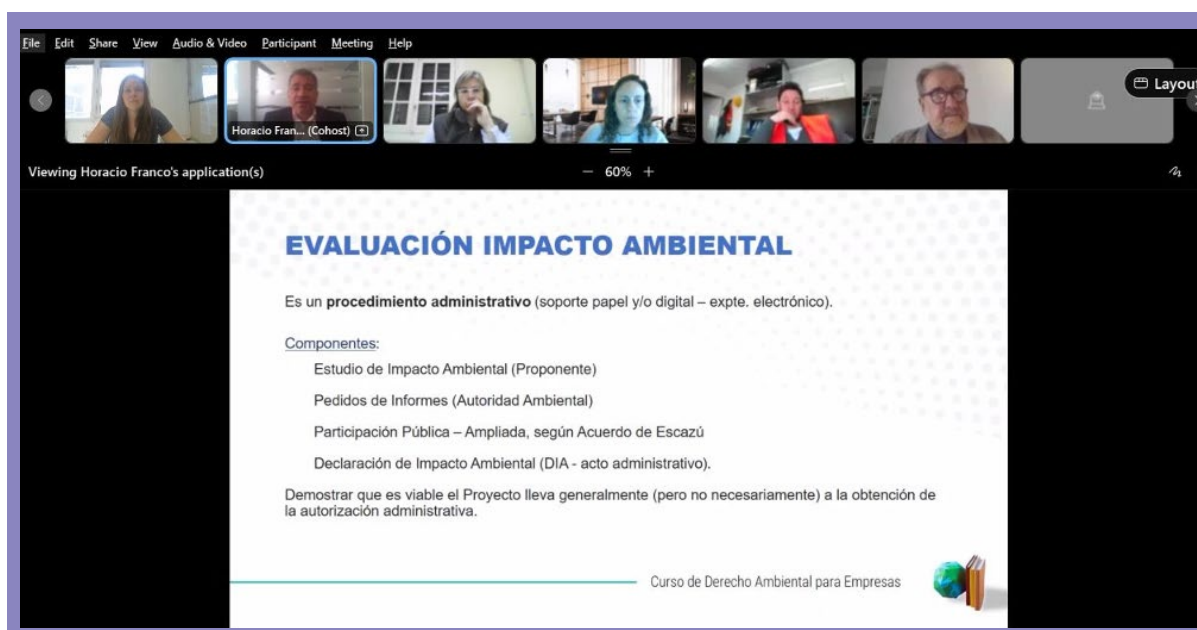 File Edit Share View Audio & Video Participant Meeting Help
Layout
Horacio Fran... (Cohost)
Viewing Horacio Franco's application(s)
60%
EVALUACIÓN IMPACTO AMBIENTAL
Es un procedimiento administrativo (soporte papel y/o digital – expte. electrónico).
Componentes:
Estudio de Impacto Ambiental (Proponente)
Pedidos de Informes (Autoridad Ambiental)
Participación Pública – Ampliada, según Acuerdo de Escazú
Declaración de Impacto Ambiental (DIA - acto administrativo).
Demostrar que es viable el Proyecto lleva generalmente (pero no necesariamente) a la obtención de
la autorización administrativa.
Curso de Derecho Ambiental para Empresas